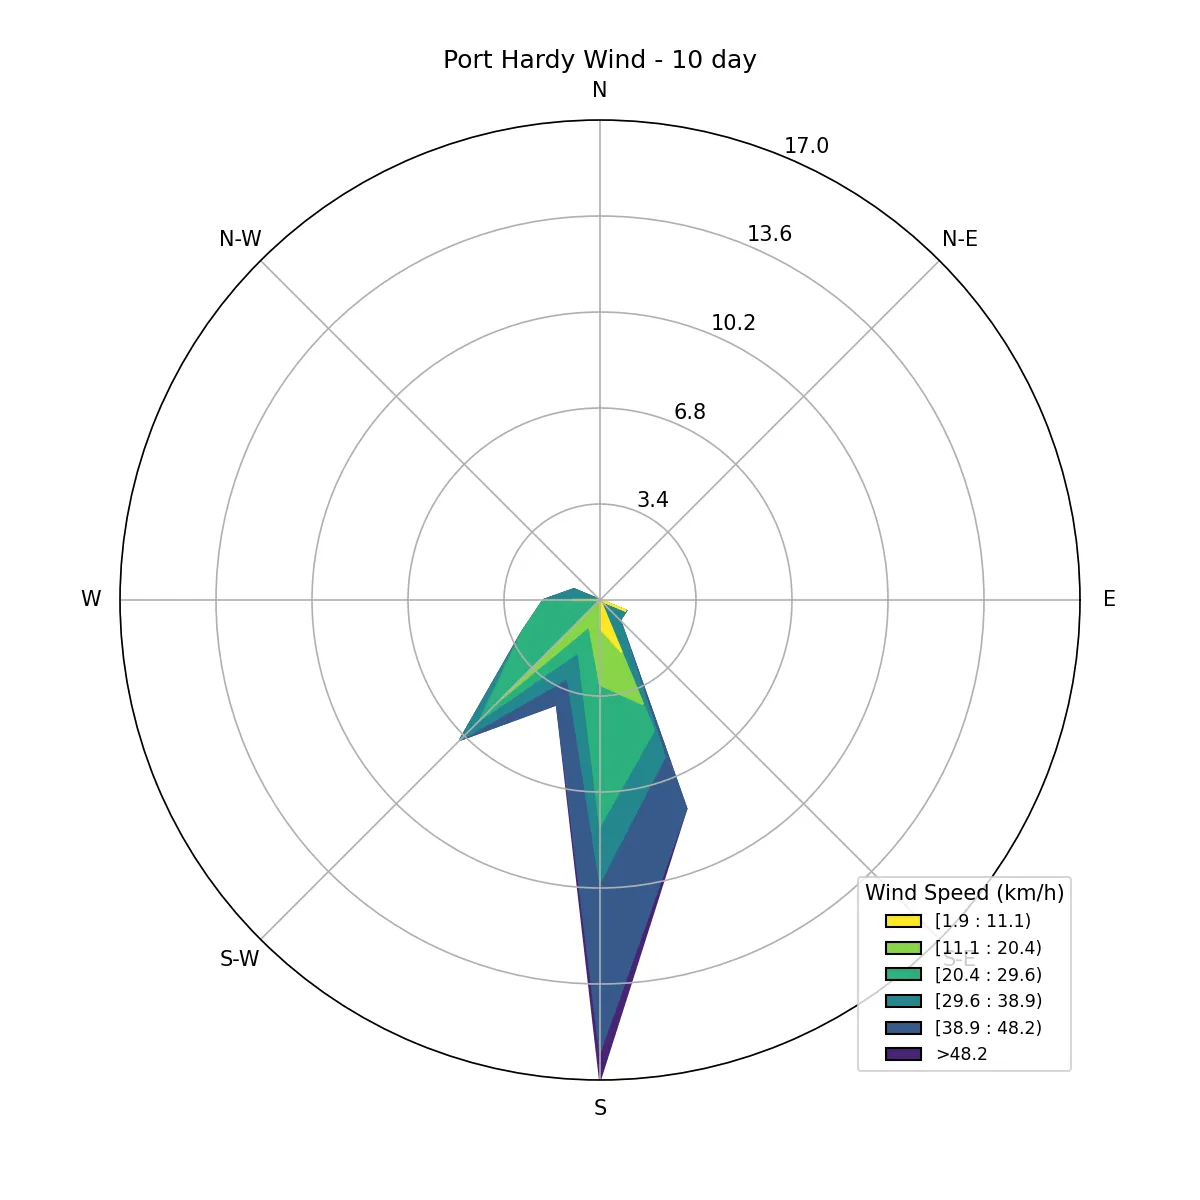 Port Hardy Wind - 10 day
N
17.0
13.6
N-W
N-E
10.2
6.8
3.4
W
E
Wind Speed (km/h)
[1.9 : 11.1)
[11.1 : 20.4)
S-W
S-E
[20.4 : 29.6)
[29.6 : 38.9)
[38.9 : 48.2)
>48.2
S